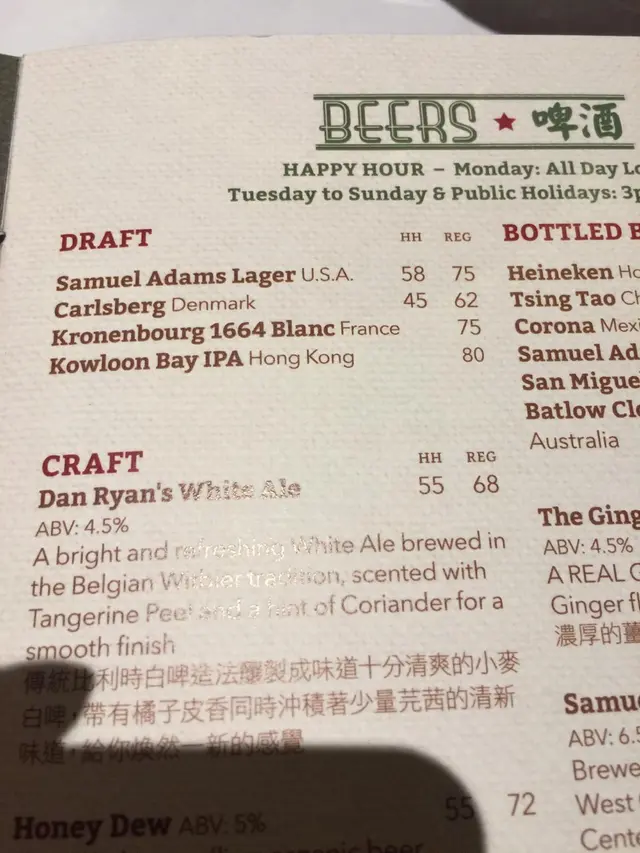 BEERS ★ 啤酒
HAPPY HOUR – Monday: All Day
Tuesday to Sunday & Public Holidays:
DRAFT HH REG
Samuel Adams Lager U.S.A. 58 75
Carlsberg Denmark 45 62
Kronenbourg 1664 Blanc France 75
Kowloon Bay IPA Hong Kong 80
CRAFT HH REG
Dan Ryan's White Ale 55 68
ABV: 4.5%
A bright and refreshing White Ale brewed in
the Belgian Witbier tradition, scented with
Tangerine Peel and a hint of Coriander for a
smooth finish
傳統比利時白啤造法釀製成味道十分清爽的小麥
白啤，帶有橘子皮香同時沖積著少量芫茜的清新
味道，給你煥然一新的感覺
Honey Dew ABV: 5% 55 72
organic beer
BOTTLED
Heineken
Tsing Tao
Corona
Samuel
San
Batlow
Australia
The
ABV: 4.5%
A REAL
Ginger
濃厚的薑
ABV:
West